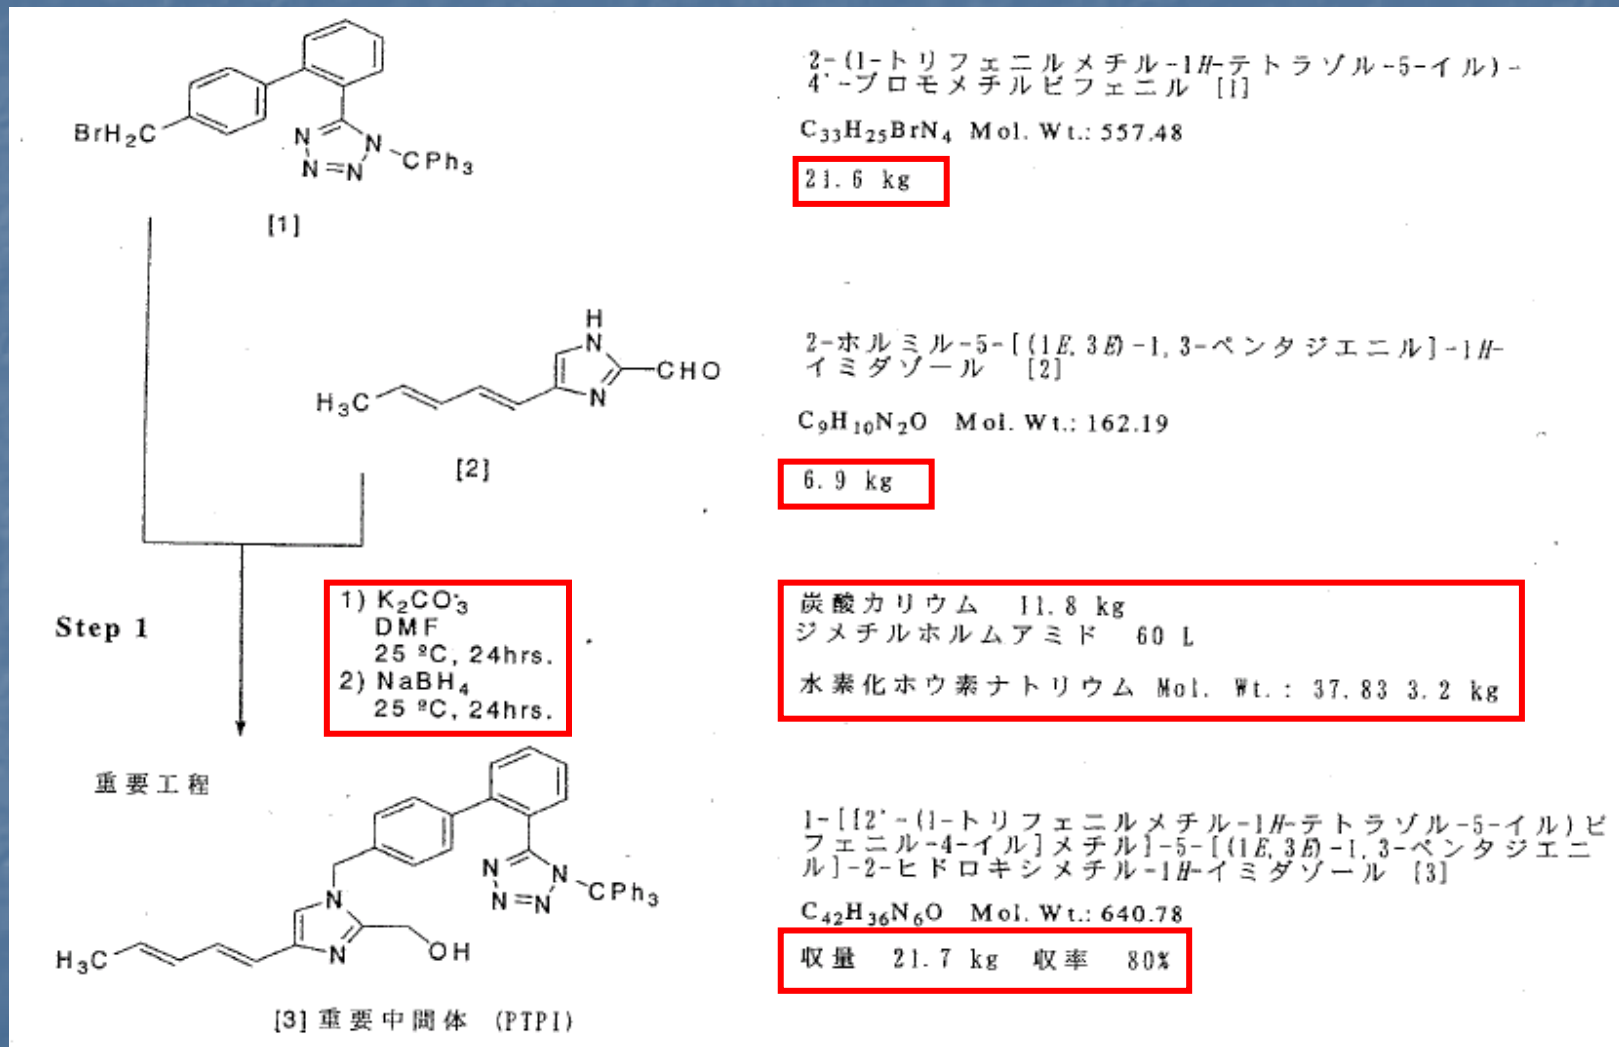 2-(1-トリフェニルメチル-1H-テトラゾル-5-イル)-
4'-ブロモメチルビフェニル [1]
C33H25BrN4 Mol. Wt.: 557.48
21.6 kg
BrH2C
N
N
N=N
CPh3
[1]
2-ホルミル-5-[(1E, 3E)-1, 3-ペンタジエニル]-1H-
イミダゾール [2]
C9H10N2O Mol. Wt.: 162.19
6.9 kg
H
N
CHO
N
H3C
[2]
Step 1
1) K2CO3
DMF
25 ºC, 24hrs.
2) NaBH4
25 ºC, 24hrs.
炭酸カリウム 11.8 kg
ジメチルホルムアミド 60 L
水素化ホウ素ナトリウム Mol. Wt.: 37.83 3.2 kg
重要工程
1-[[2'-(1-トリフェニルメチル-1H-テトラゾル-5-イル)ビ
フェニル-4-イル]メチル]-5-[(1E, 3E)-1, 3-ペンタジエニ
ル]-2-ヒドロキシメチル-1H-イミダゾール [3]
C42H36N6O Mol. Wt.: 640.78
収量 21.7 kg 収率 80%
N
N
N=N
CPh3
N
N
OH
H3C
[3] 重要中間体 (PTPI)